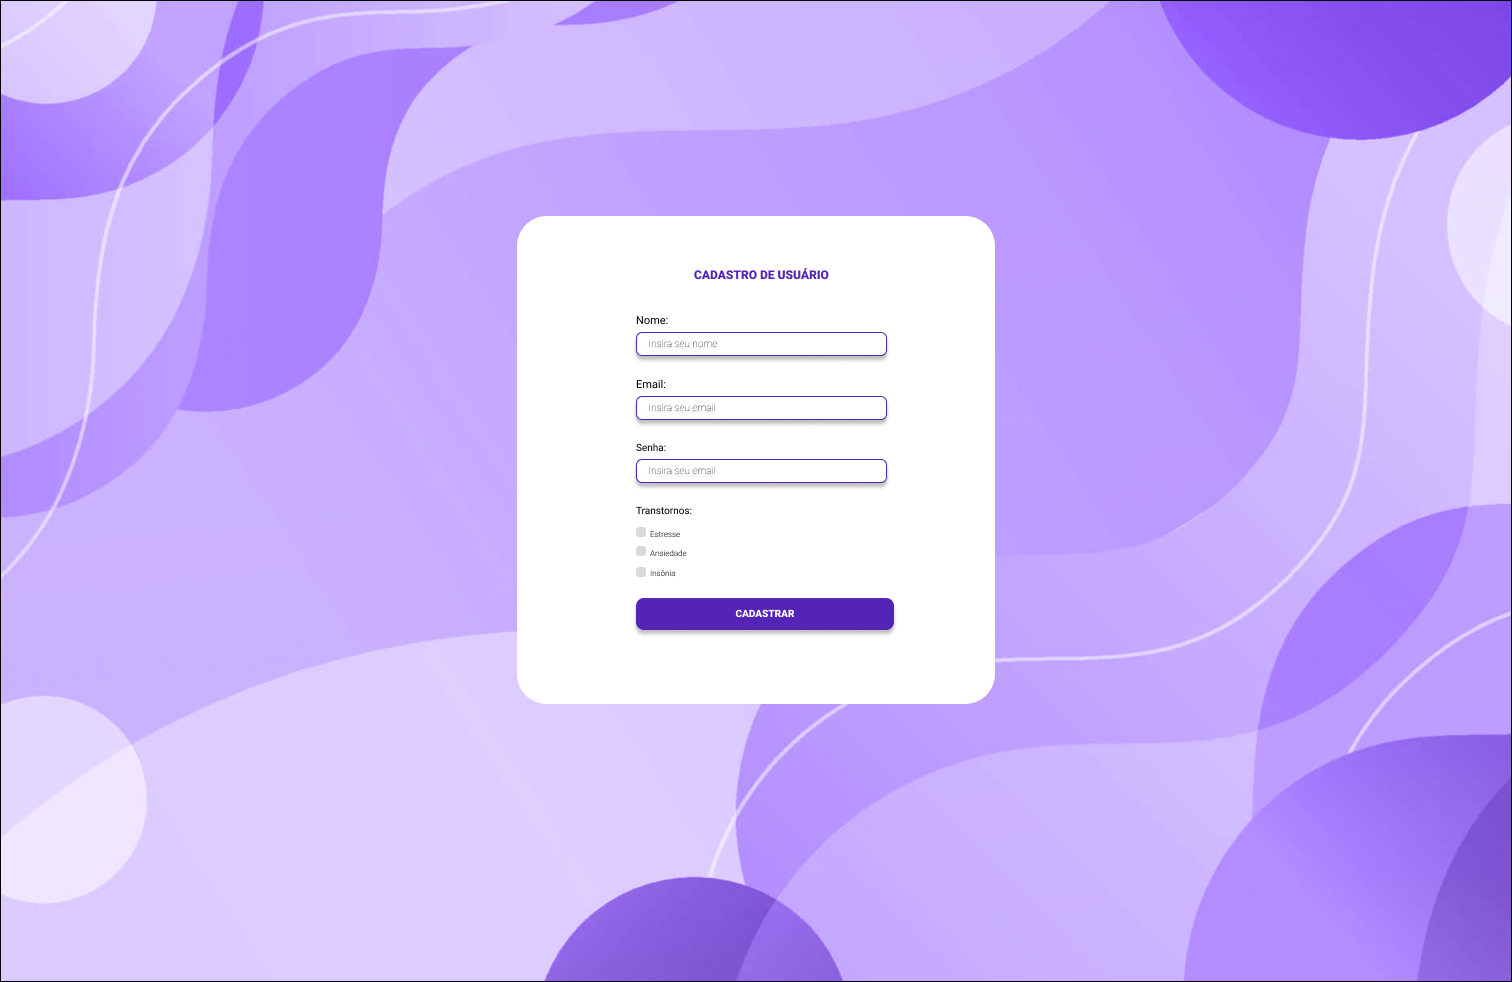 CADASTRO DE USUÁRIO
Nome:
Insira seu nome
Email:
Insira seu email
Senha:
Insira seu email
Transtornos:
Estresse
Ansiedade
Insônia
CADASTRAR